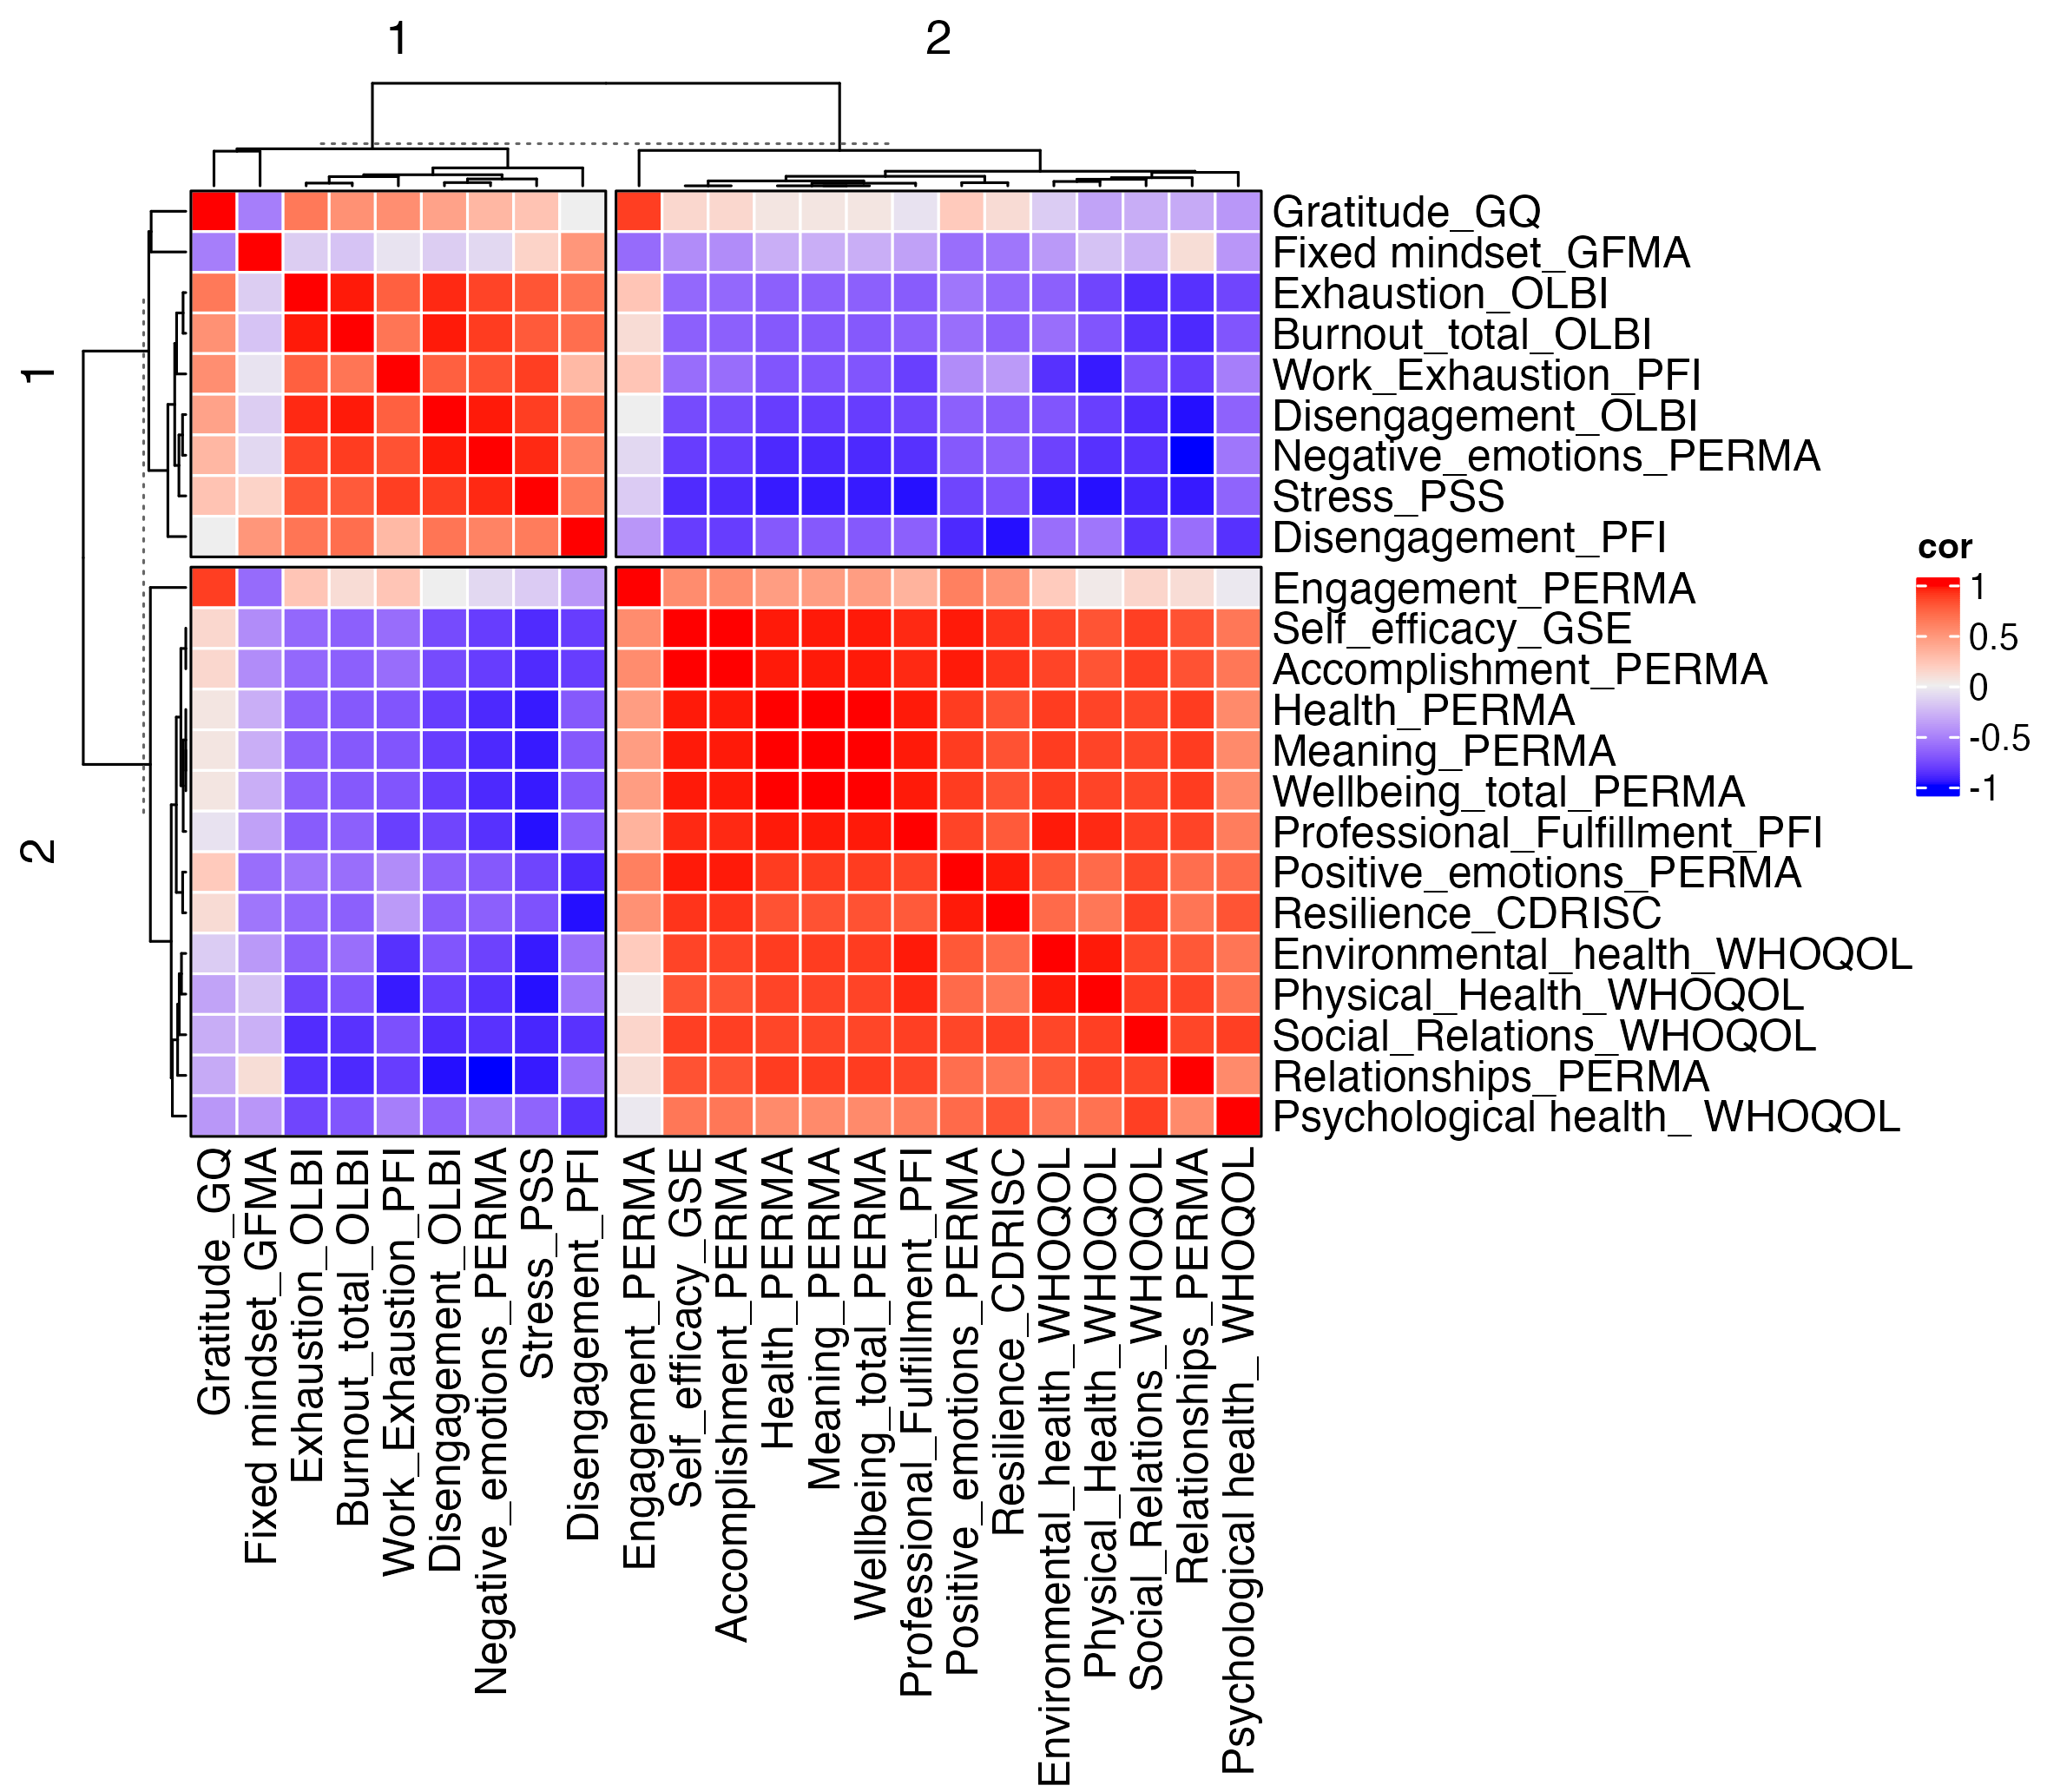 1
2
1
2
Gratitude_GQ
Fixed mindset_GFMA
Exhaustion_OLBI
Burnout_total_OLBI
Work_Exhaustion_PFI
Disengagement_OLBI
Negative_emotions_PERMA
Stress_PSS
Disengagement_PFI
Engagement_PERMA
Self_efficacy_GSE
Accomplishment_PERMA
Health_PERMA
Meaning_PERMA
Wellbeing_total_PERMA
Professional_Fulfillment_PFI
Positive_emotions_PERMA
Resilience_CDRISC
Environmental_health_WHOQOL
Physical_Health_WHOQOL
Social_Relations_WHOQOL
Relationships_PERMA
Psychological health_ WHOQOL
cor
1
0.5
0
-0.5
-1
Gratitude_GQ
Fixed mindset_GFMA
Exhaustion_OLBI
Burnout_total_OLBI
Work_Exhaustion_PFI
Disengagement_OLBI
Negative_emotions_PERMA
Stress_PSS
Disengagement_PFI
Engagement_PERMA
Self_efficacy_GSE
Accomplishment_PERMA
Health_PERMA
Meaning_PERMA
Wellbeing_total_PERMA
Professional_Fulfillment_PFI
Positive_emotions_PERMA
Resilience_CDRISC
Environmental_health_WHOQOL
Physical_Health_WHOQOL
Social_Relations_WHOQOL
Relationships_PERMA
Psychological health_ WHOQOL